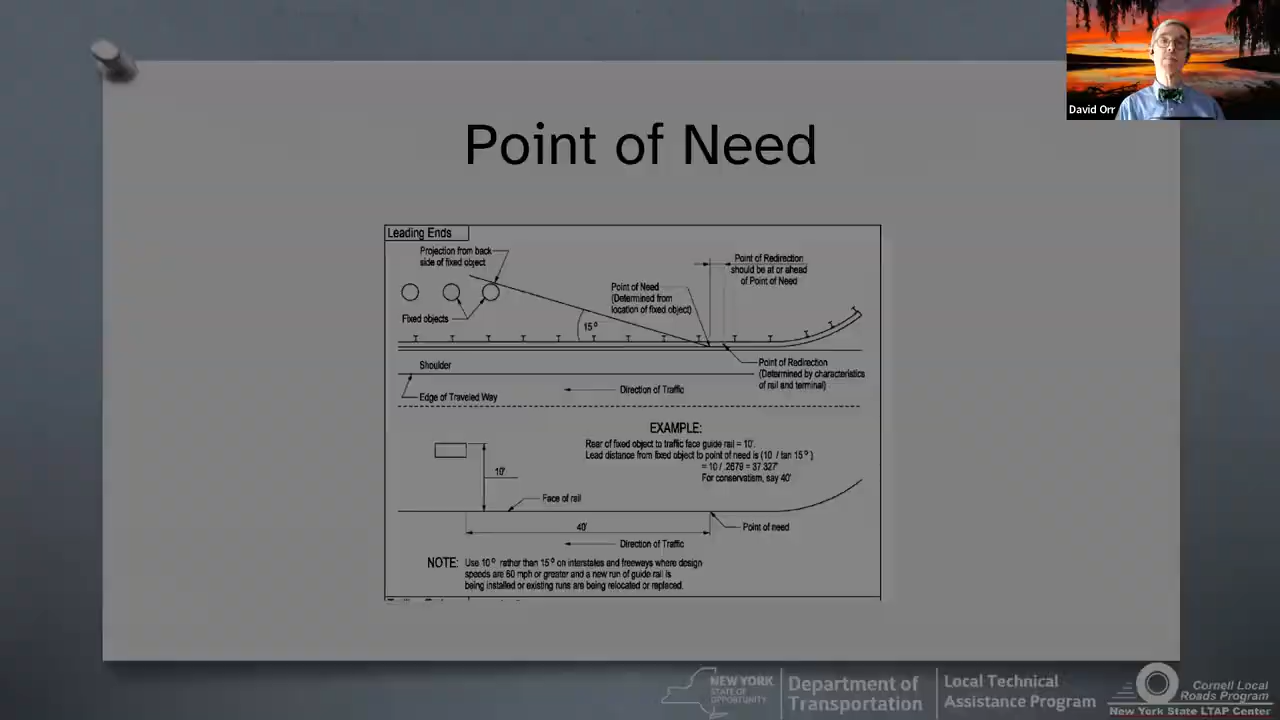 David Orr
Point of Need
Leading Ends
Projection from back
side of fixed object
Fixed objects
15°
Point of Need
(Determined from
location of fixed object)
Point of Redirection
should be at or ahead
of Point of Need
Shoulder
Edge of Traveled Way
Direction of Traffic
Point of Redirection
(Determined by characteristics
of rail and terminal)
EXAMPLE:
Rear of fixed object to traffic face guide rail = 10'.
Lead distance from fixed object to point of need is (10 / tan 15°)
= 10 / .2679 = 37.327'
For conservatism, say 40'
10'
Face of rail
40'
Point of need
Direction of Traffic
NOTE: Use 10° rather than 15° on interstates and freeways where design
speeds are 50 mph or greater and a new run of guide rail is
being installed or existing runs are being relocated or replaced.
NEW YORK
STATE OF
OPPORTUNITY
Department of
Transportation
Local Technical
Assistance Program
Cornell Local
Roads Program
New York State LTAP Center